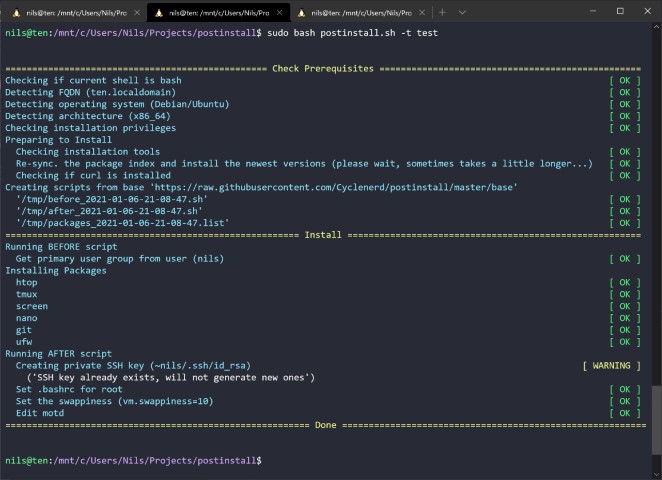 nils@ten: /mnt/c/Users/Nils/Pro
nils@ten: /mnt/c/Users/Nils/Pro
nils@ten: /mnt/c/Users/Nils/Pro
nils@ten:/mnt/c/Users/Nils/Projects/postinstall$ sudo bash postinstall.sh -t test
================================================= Check Prerequisites =================================================
Checking if current shell is bash [ OK ]
Detecting FQDN (ten.localdomain) [ OK ]
Detecting operating system (Debian/Ubuntu) [ OK ]
Detecting architecture (x86_64) [ OK ]
Checking installation privileges [ OK ]
Preparing to Install
Checking installation tools [ OK ]
Re-sync. the package index and install the newest versions (please wait, sometimes takes a little longer...) [ OK ]
Checking if curl is installed [ OK ]
Creating scripts from base 'https://raw.githubusercontent.com/Cyclenerd/postinstall/master/base'
'/tmp/before_2021-01-06-21-08-47.sh' [ OK ]
'/tmp/after_2021-01-06-21-08-47.sh' [ OK ]
'/tmp/packages_2021-01-06-21-08-47.list' [ OK ]
======================================================= Install =======================================================
Running BEFORE script
Get primary user group from user (nils) [ OK ]
Installing Packages
htop [ OK ]
tmux [ OK ]
screen [ OK ]
nano [ OK ]
git [ OK ]
ufw [ OK ]
Running AFTER script
Creating private SSH key (~nils/.ssh/id_rsa) [ WARNING ]
('SSH key already exists, will not generate new ones')
Set .bashrc for root [ OK ]
Set the swappiness (vm.swappiness=10) [ OK ]
Edit motd [ OK ]
========================================================= Done =========================================================
nils@ten:/mnt/c/Users/Nils/Projects/postinstall$